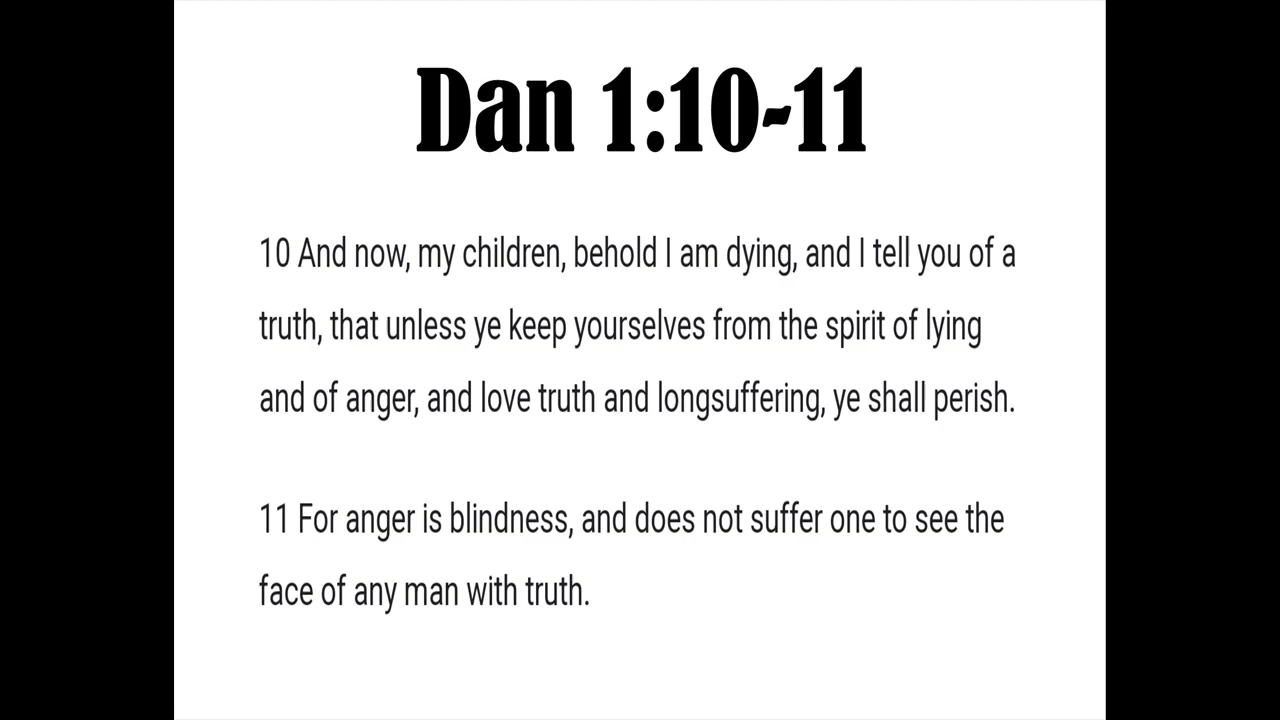 Dan 1:10-11
10 And now, my children, behold I am dying, and I tell you of a
truth, that unless ye keep yourselves from the spirit of lying
and of anger, and love truth and longsuffering, ye shall perish.
11 For anger is blindness, and does not suffer one to see the
face of any man with truth.